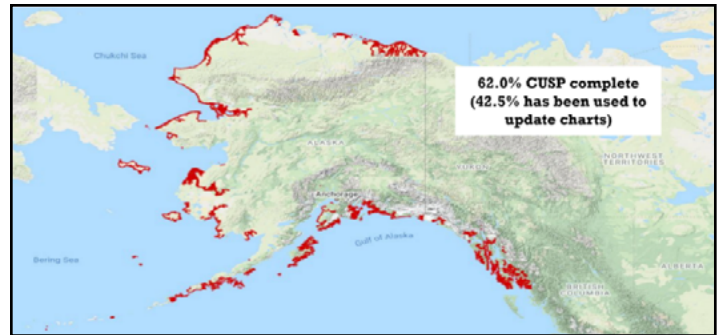 Chukchi Sea
62.0% CUSP complete
(42.5% has been used to
update charts)
ALASKA
YUKON
NORTHWEST
TERRITORIES
Anchorage
Gulf of Alaska
Bering Sea
ALBERTA
BRITISH
COLUMBIA